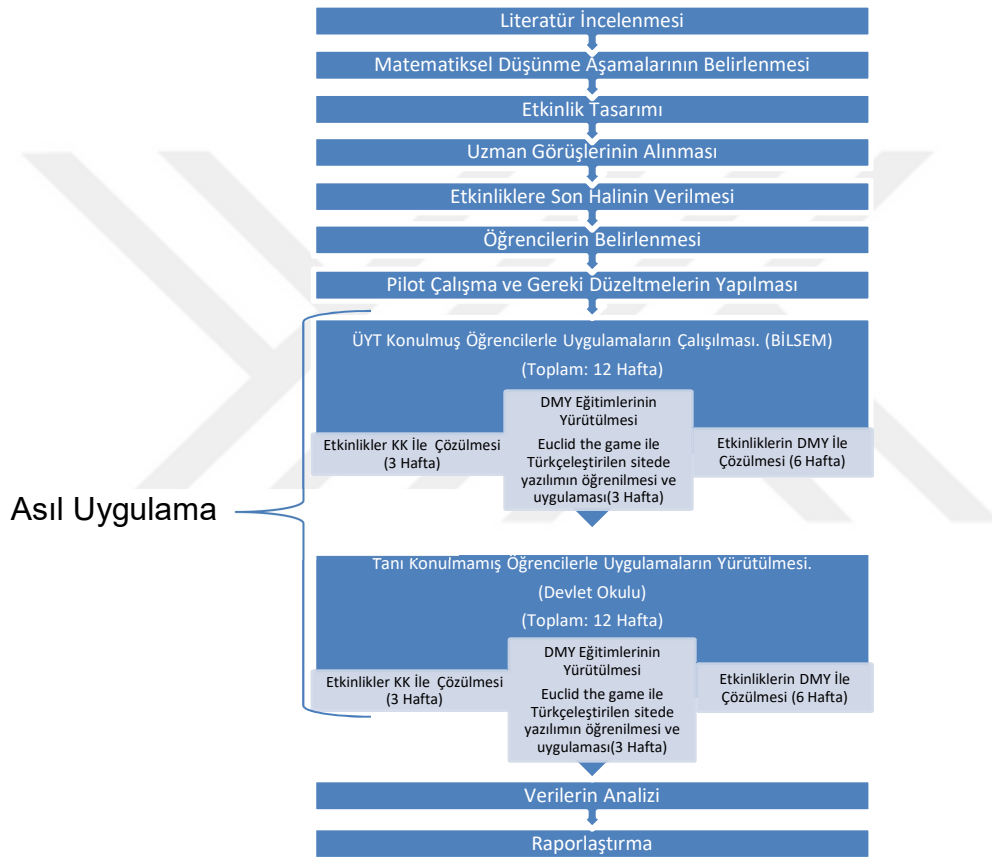 Literatür İncelenmesi
Matematiksel Düşünme Aşamalarının Belirlenmesi
Etkinlik Tasarımı
Uzman Görüşlerinin Alınması
Etkinliklere Son Halinin Verilmesi
Öğrencilerin Belirlenmesi
Pilot Çalışma ve Gereki Düzeltmelerin Yapılması
Asıl Uygulama
ÜYT Konulmuş Öğrencilerle Uygulamaların Çalışılması. (BİLSEM)
(Toplam: 12 Hafta)
Etkinlikler KK İle Çözülmesi
(3 Hafta)
DMY Eğitimlerinin
Yürütülmesi
Euclid the game ile
Türkçeleştirilen sitede
yazılımın öğrenilmesi ve
uygulaması(3 Hafta)
Etkinliklerin DMY İle
Çözülmesi (6 Hafta)
Tanı Konulmamış Öğrencilerle Uygulamaların Yürütülmesi.
(Devlet Okulu)
(Toplam: 12 Hafta)
Etkinlikler KK İle Çözülmesi
(3 Hafta)
DMY Eğitimlerinin
Yürütülmesi
Euclid the game ile
Türkçeleştirilen sitede
yazılımın öğrenilmesi ve
uygulaması(3 Hafta)
Etkinliklerin DMY İle
Çözülmesi (6 Hafta)
Verilerin Analizi
Raporlaştırma